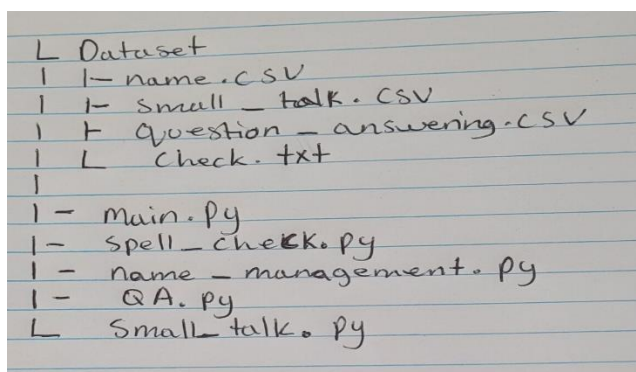 L Dataset
| |- name.csv
| |- small_talk.csv
| |- question_answering.csv
| L check.txt
|
|- main.py
|- spell_check.py
|- name_management.py
|- QA.py
L small_talk.py